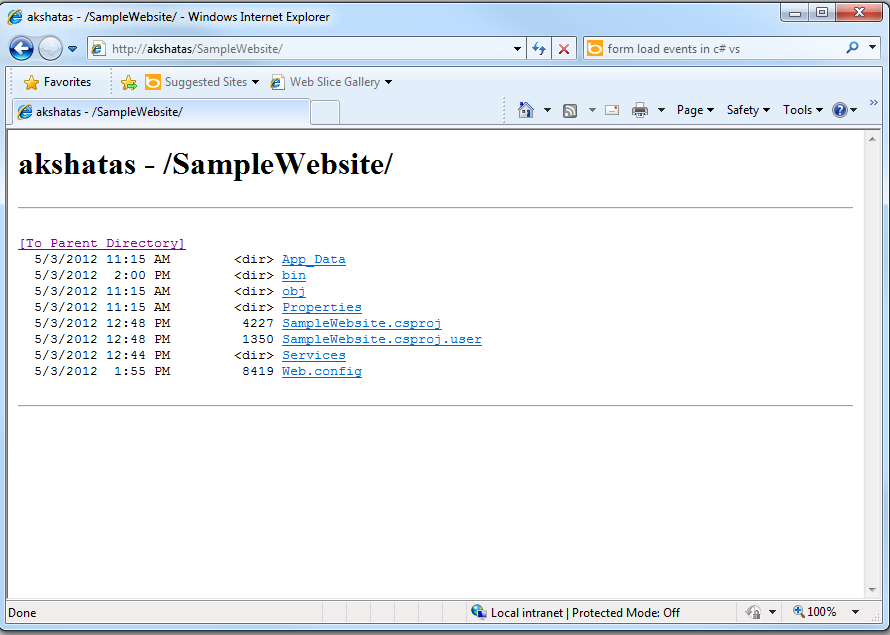 akshatas - /SampleWebsite/ - Windows Internet Explorer
http://akshatas/SampleWebsite/
form load events in c# vs
Favorites
Suggested Sites
Web Slice Gallery
akshatas - /SampleWebsite/
Page
Safety
Tools
akshatas - /SampleWebsite/
[To Parent Directory]
5/3/2012 11:15 AM <dir> App_Data
5/3/2012 2:00 PM <dir> bin
5/3/2012 11:15 AM <dir> obj
5/3/2012 11:15 AM <dir> Properties
5/3/2012 12:48 PM 4227 SampleWebsite.csproj
5/3/2012 12:48 PM 1350 SampleWebsite.csproj.user
5/3/2012 12:44 PM <dir> Services
5/3/2012 1:55 PM 8419 Web.config
Done
Local intranet | Protected Mode: Off
100%